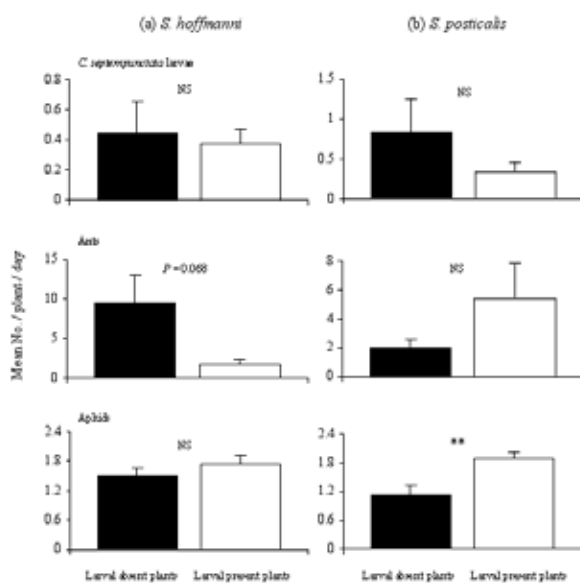 (a) S. hoffmanni
(b) S. posticalis
C. septempunctata larvae
0.8
0.6
0.4
0.2
0
NS
1.5
1
0.5
0
NS
Ants
15
10
5
0
P=0.068
8
6
4
2
0
NS
Mean No. / plant / day
Aphids
2.4
1.8
1.2
0.6
0
NS
2.4
1.8
1.2
0.6
0
**
Larval absent plants
Larval present plants
Larval absent plants
Larval present plants